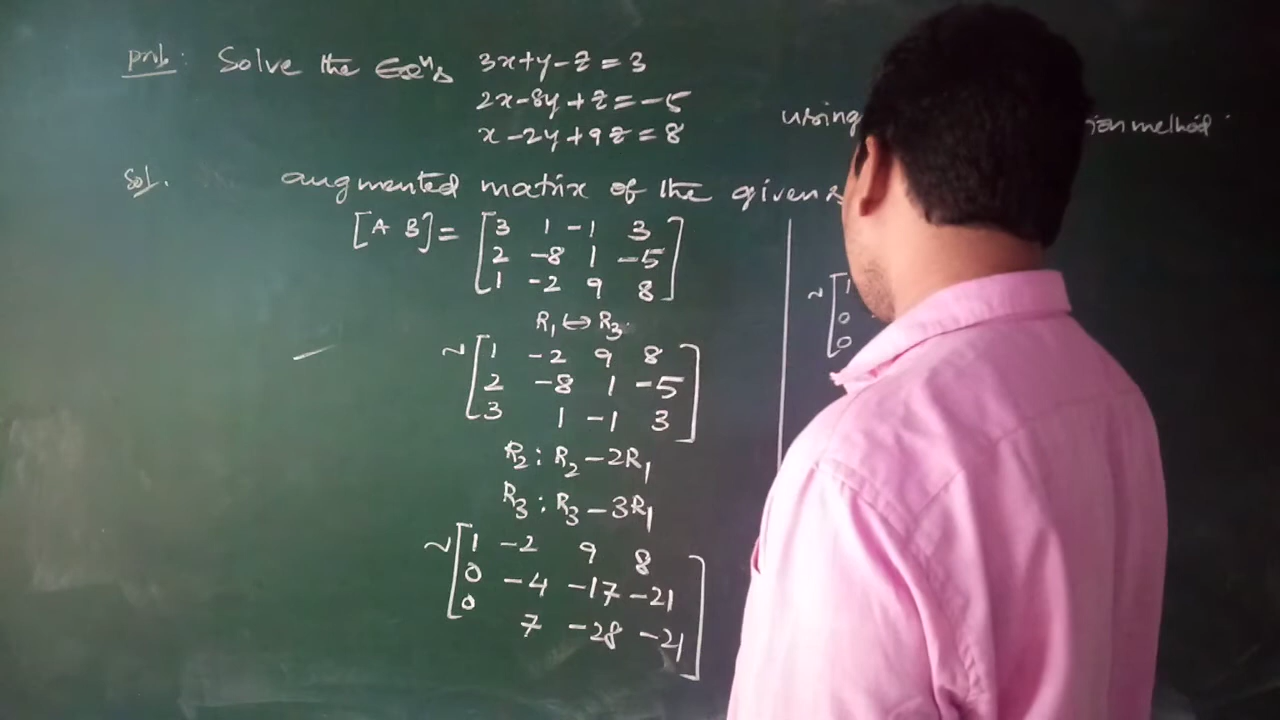 prob: Solve the Eqns 3x+y-z=3
2x-8y+z=-5
x-2y+9z=8
using method.
Sol. augmented matrix of the given
[A B]= [3 1 -1 3
2 -8 1 -5
1 -2 9 8]
R₁⇔R₃.
~[1 -2 9 8
2 -8 1 -5
3 1 -1 3]
R₂:R₂-2R₁
R₃:R₃-3R₁
~[1 -2 9 8
0 -4 -17 -21
0 7 -28 -21]
~[1
0
0